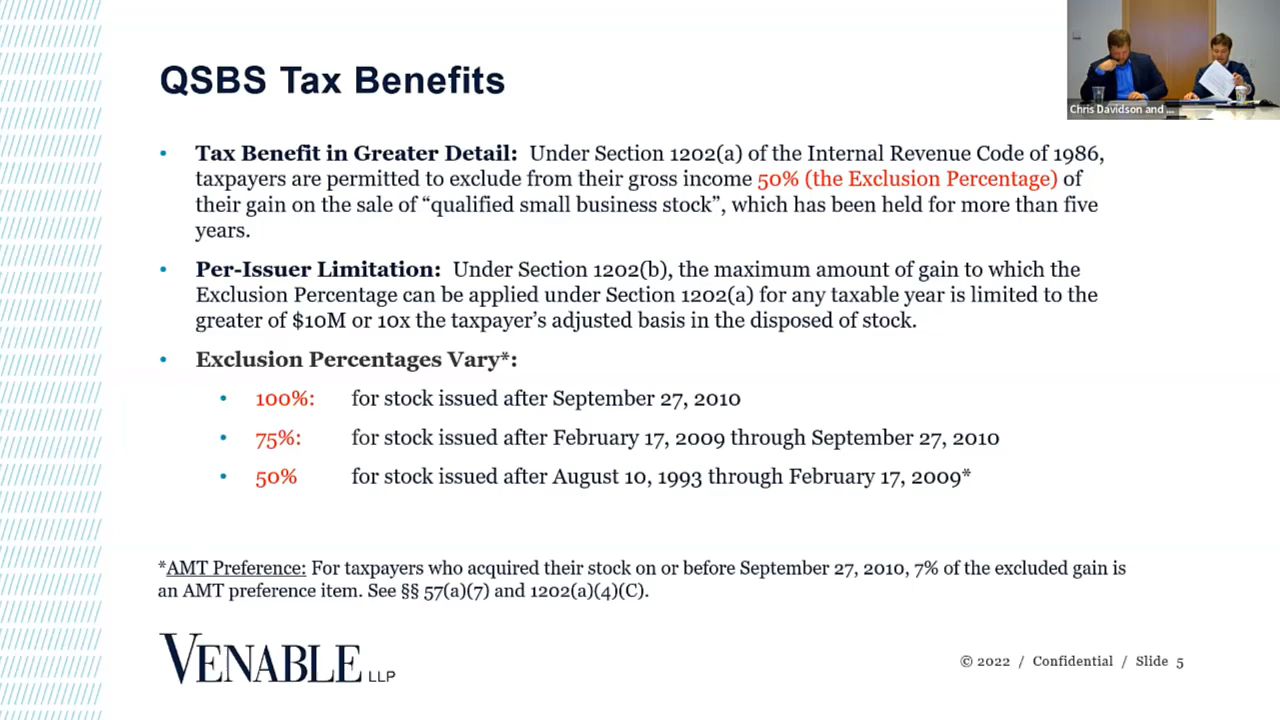 Chris Davidson and ...
QSBS Tax Benefits
• Tax Benefit in Greater Detail: Under Section 1202(a) of the Internal Revenue Code of 1986,
taxpayers are permitted to exclude from their gross income 50% (the Exclusion Percentage) of
their gain on the sale of “qualified small business stock”, which has been held for more than five
years.
• Per-Issuer Limitation: Under Section 1202(b), the maximum amount of gain to which the
Exclusion Percentage can be applied under Section 1202(a) for any taxable year is limited to the
greater of $10M or 10x the taxpayer’s adjusted basis in the disposed of stock.
• Exclusion Percentages Vary*:
• 100%: for stock issued after September 27, 2010
• 75%: for stock issued after February 17, 2009 through September 27, 2010
• 50% for stock issued after August 10, 1993 through February 17, 2009*
*AMT Preference: For taxpayers who acquired their stock on or before September 27, 2010, 7% of the excluded gain is
an AMT preference item. See §§ 57(a)(7) and 1202(a)(4)(C).
VENABLE LLP
© 2022 / Confidential / Slide 5